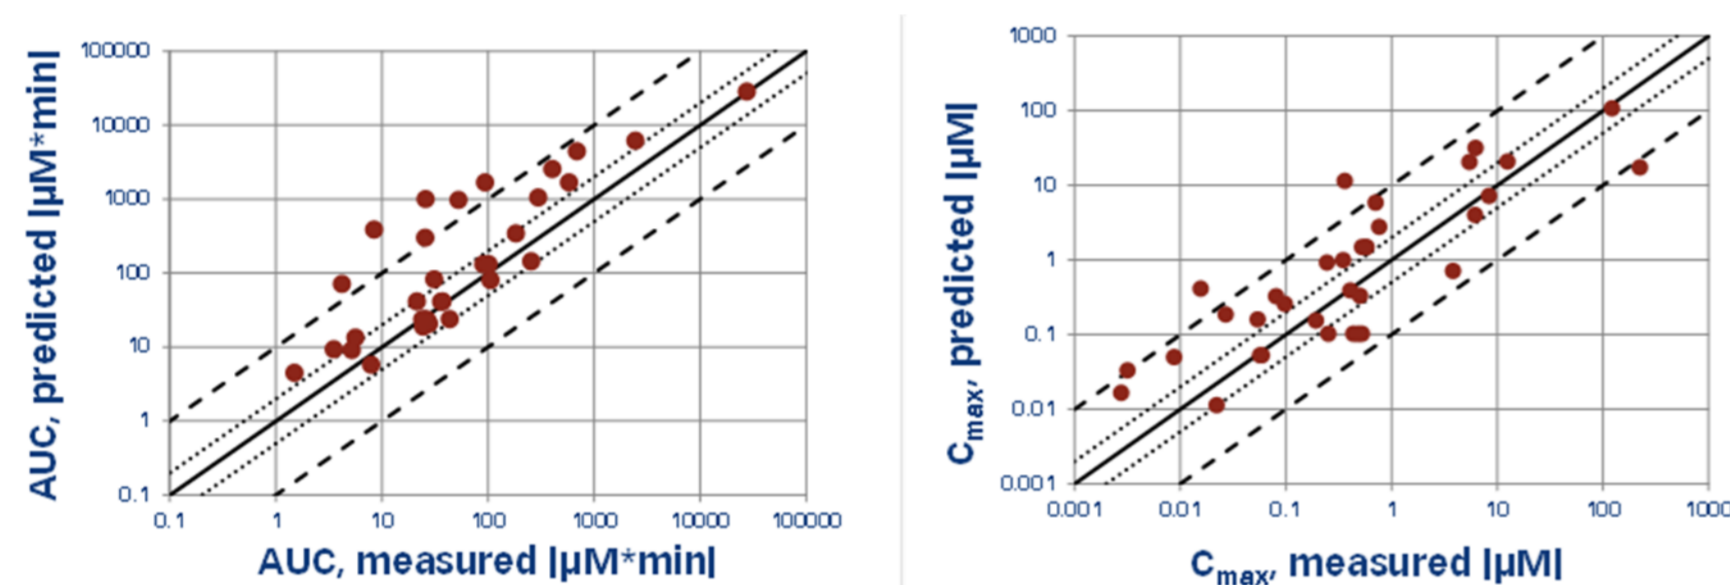 AUC, predicted [µM*min]
100000
10000
1000
100
10
1
0.1
0.1 1 10 100 1000 10000 100000
AUC, measured [µM*min]
Cmax, predicted [µM]
1000
100
10
1
0.1
0.01
0.001
0.001 0.01 0.1 1 10 100 1000
Cmax, measured [µM]